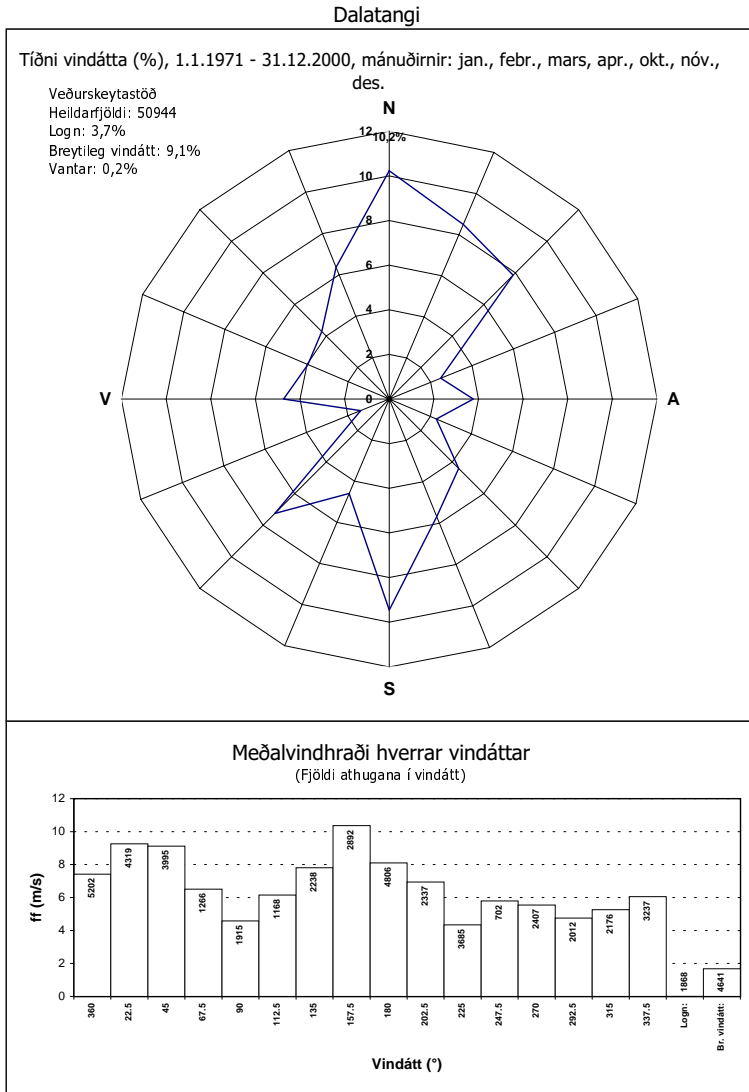 Dalatangi
Tíðni vindátta (%), 1.1.1971 - 31.12.2000, mánuðirnir: jan., febr., mars, apr., okt., nóv.,
des.
Veðurskeytastöð
Heildarfjöldi: 50944
Logn: 3,7%
Breytileg vindátt: 9,1%
Vantar: 0,2%
N
12
10,2%
10
8
6
4
2
0
V
A
S
Meðalvindhraði hverrar vindáttar
(Fjöldi athugana í vindátt)
12
10
8
6
4
2
0
ff (m/s)
5202
4319
3995
1266
1915
1168
2238
2892
4806
2337
3685
702
2407
2012
2176
3237
1868
4641
360
22.5
45
67.5
90
112.5
135
157.5
180
202.5
225
247.5
270
292.5
315
337.5
Logn:
Br. vindátt:
Vindátt (°)